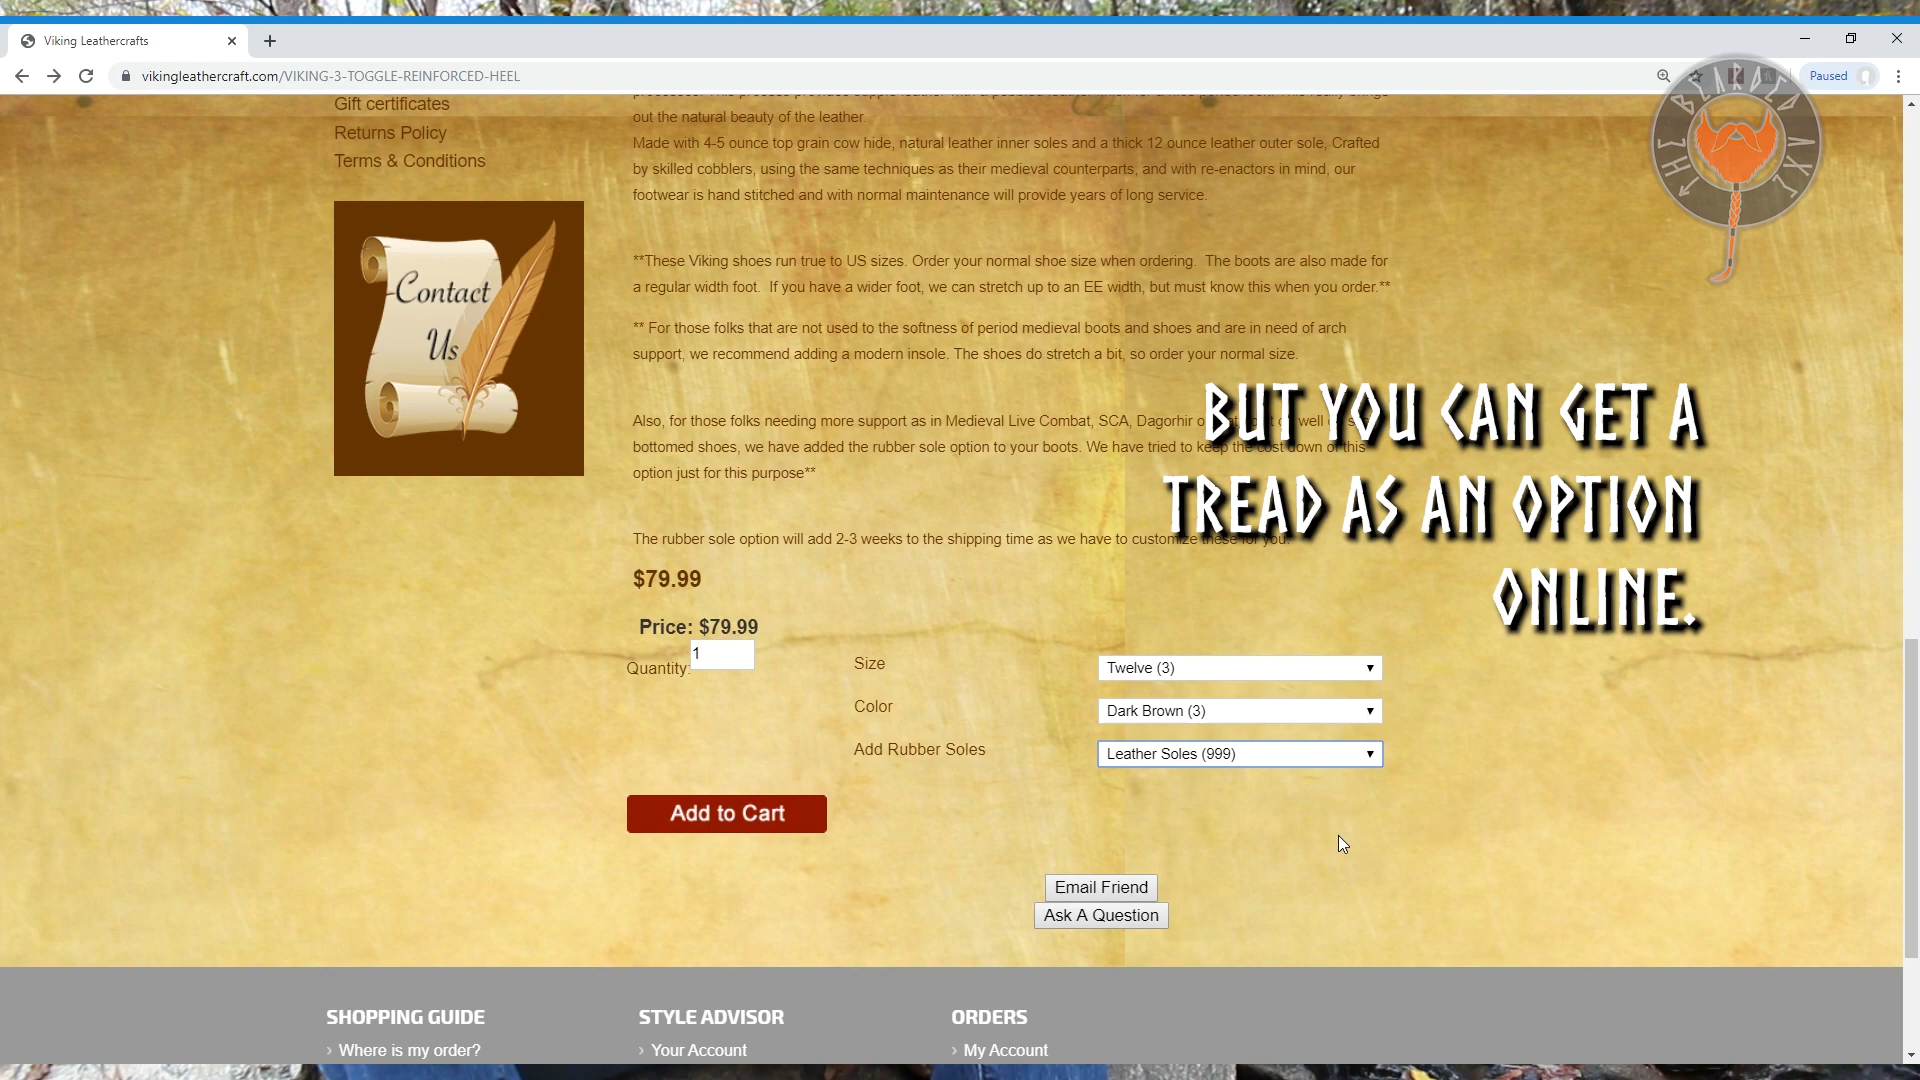 Viking Leathercrafts
vikingleathercraft.com/VIKING-3-TOGGLE-REINFORCED-HEEL
Paused
Gift certificates
Returns Policy
Terms & Conditions
Contact
Us
out the natural beauty of the leather.
Made with 4-5 ounce top grain cow hide, natural leather inner soles and a thick 12 ounce leather outer sole, Crafted
by skilled cobblers, using the same techniques as their medieval counterparts, and with re-enactors in mind, our
footwear is hand stitched and with normal maintenance will provide years of long service.
**These Viking shoes run true to US sizes. Order your normal shoe size when ordering. The boots are also made for
a regular width foot. If you have a wider foot, we can stretch up to an EE width, but must know this when you order.**
** For those folks that are not used to the softness of period medieval boots and shoes and are in need of arch
support, we recommend adding a modern insole. The shoes do stretch a bit, so order your normal size.
Also, for those folks needing more support as in Medieval Live Combat, SCA, Dagorhir well
bottomed shoes, we have added the rubber sole option to your boots. We have tried to keep the cost down of this
option just for this purpose**
The rubber sole option will add 2-3 weeks to the shipping time as we have to customize these for you.
BUT YOU CAN GET A
TREAD AS AN OPTION
ONLINE.
$79.99
Price: $79.99
Quantity: 1
Size Twelve (3)
Color Dark Brown (3)
Add Rubber Soles Leather Soles (999)
Add to Cart
Email Friend
Ask A Question
SHOPPING GUIDE STYLE ADVISOR ORDERS
› Where is my order? › Your Account › My Account